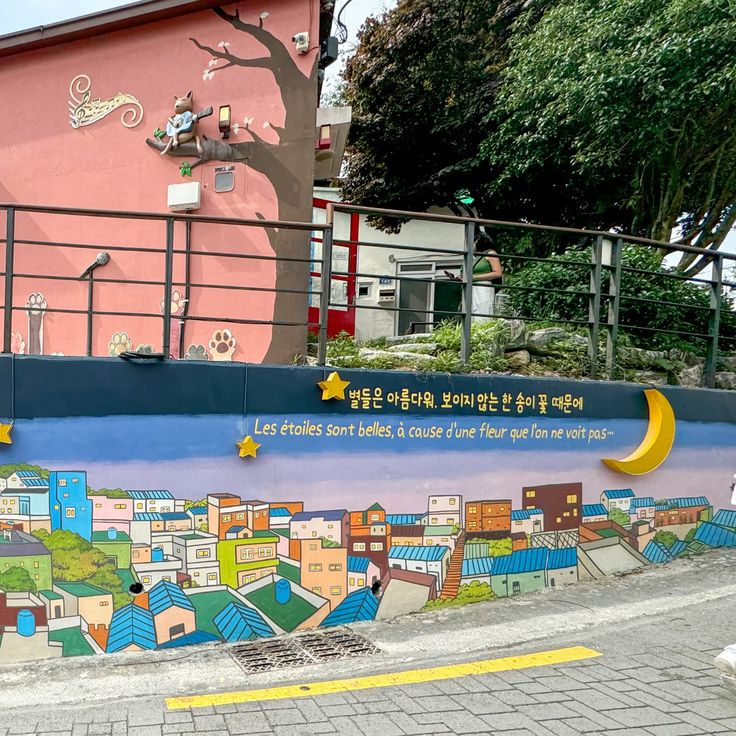 별들은 아름다워. 보이지 않는 한 송이 꽃 때문에
Les étoiles sont belles, à cause d'une fleur que l'on ne voit pas...